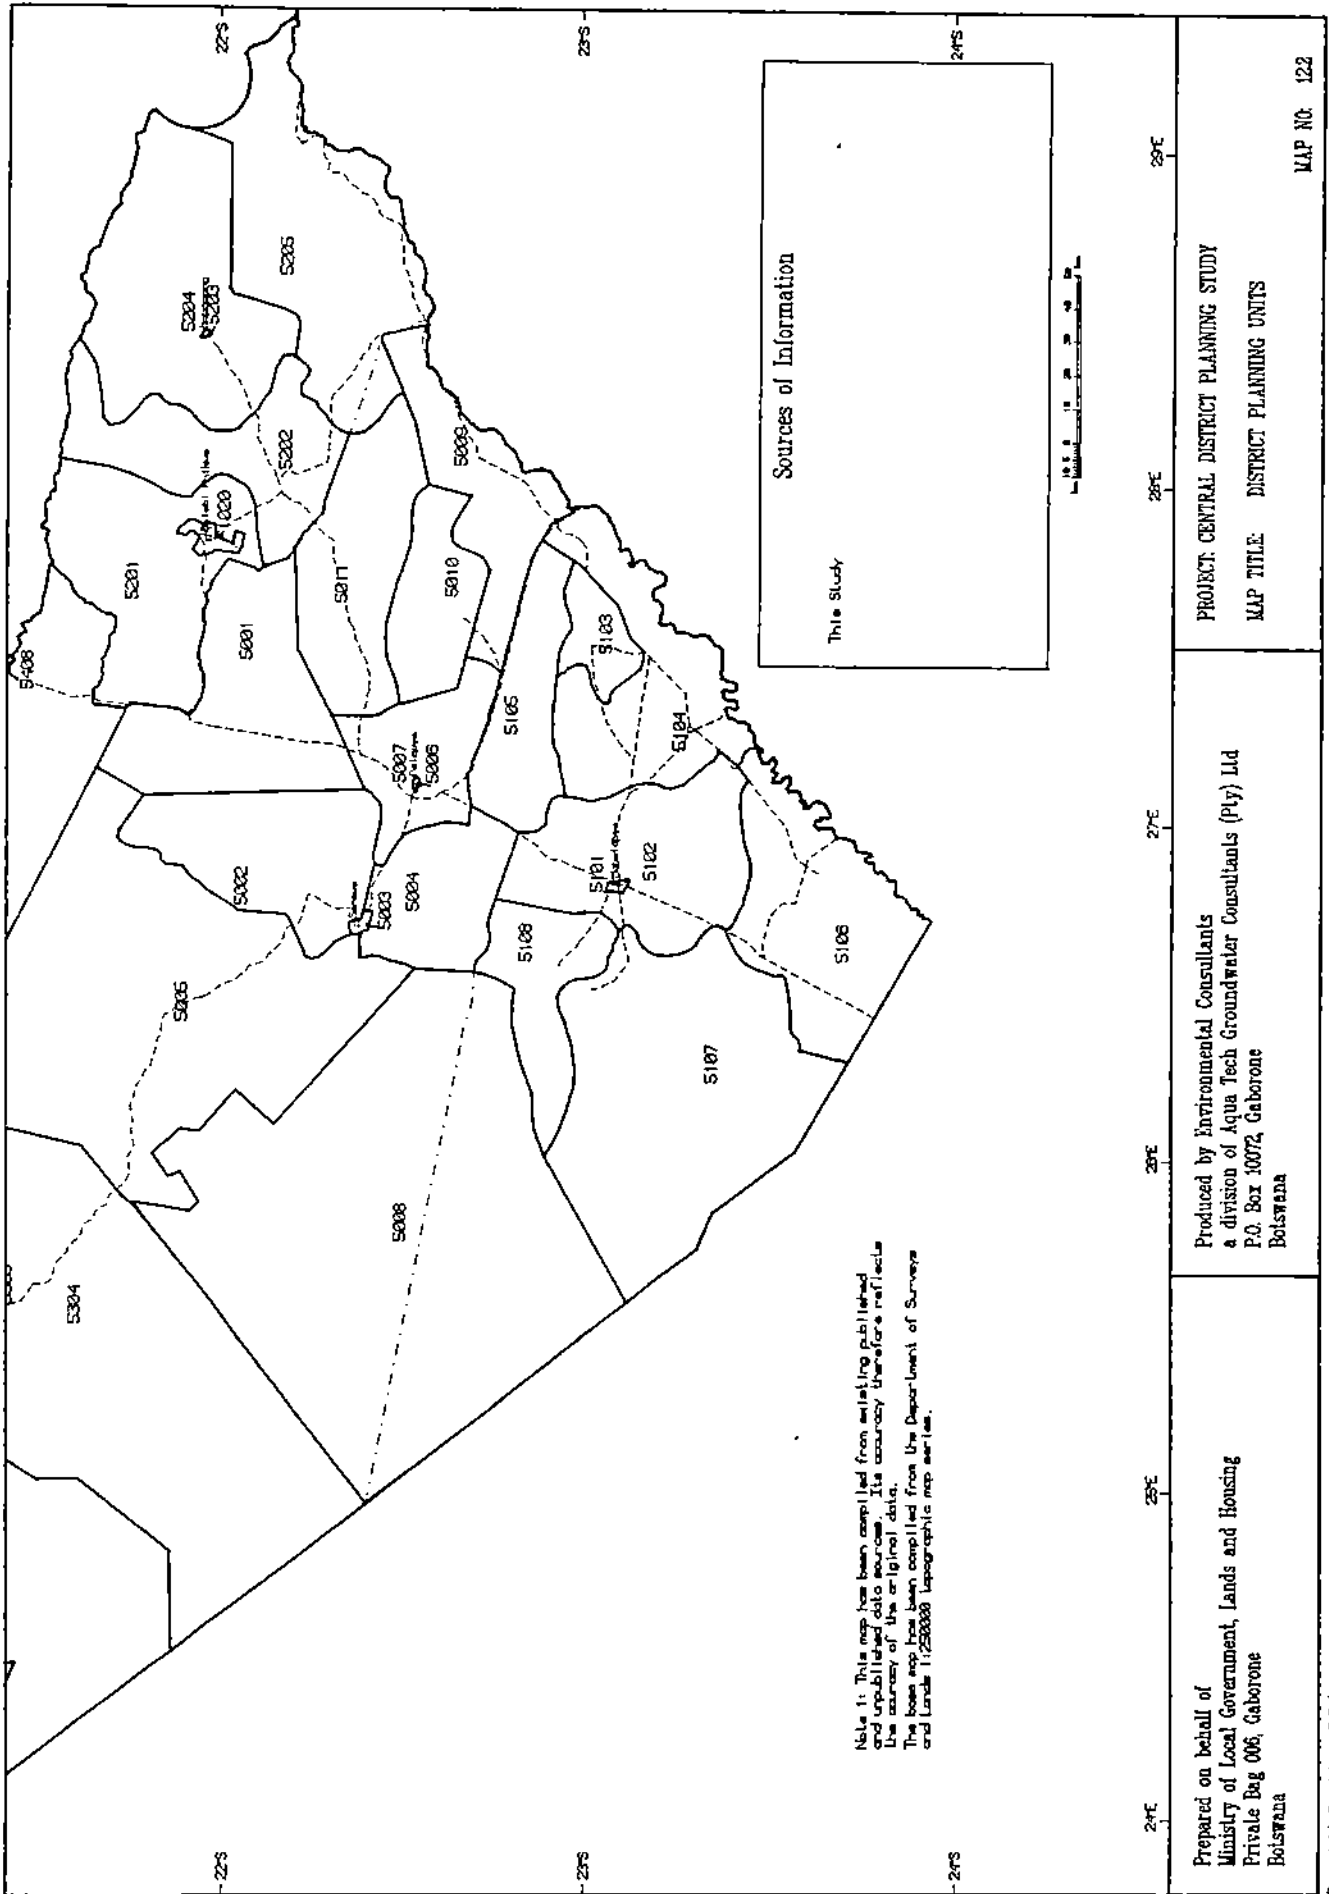 22°S
23°S
24°S
5408
5201
1020
5204
5203
5202
5205
5001
5011
5010
5009
5002
5007
5006
5105
5103
5104
5003
5004
5005
5101
5102
5108
5106
5107
5008
5304
22°S
23°S
24°S
Sources of Information
This Study
Note 1: This map has been compiled from existing published
and unpublished data sources. Its accuracy therefore reflects
the accuracy of the original data.
The base map has been compiled from the Department of Surveys
and Lands 1:250000 topographic map series.
24°E
25°E
26°E
27°E
28°E
29°E
Prepared on behalf of
Ministry of Local Government, Lands and Housing
Private Bag 006, Gaborone
Botswana
Produced by Environmental Consultants
a division of Aqua Tech Groundwater Consultants (Pty) Ltd
P.O. Box 10072, Gaborone
Botswana
PROJECT: CENTRAL DISTRICT PLANNING STUDY
MAP TITLE: DISTRICT PLANNING UNITS
MAP NO: 122